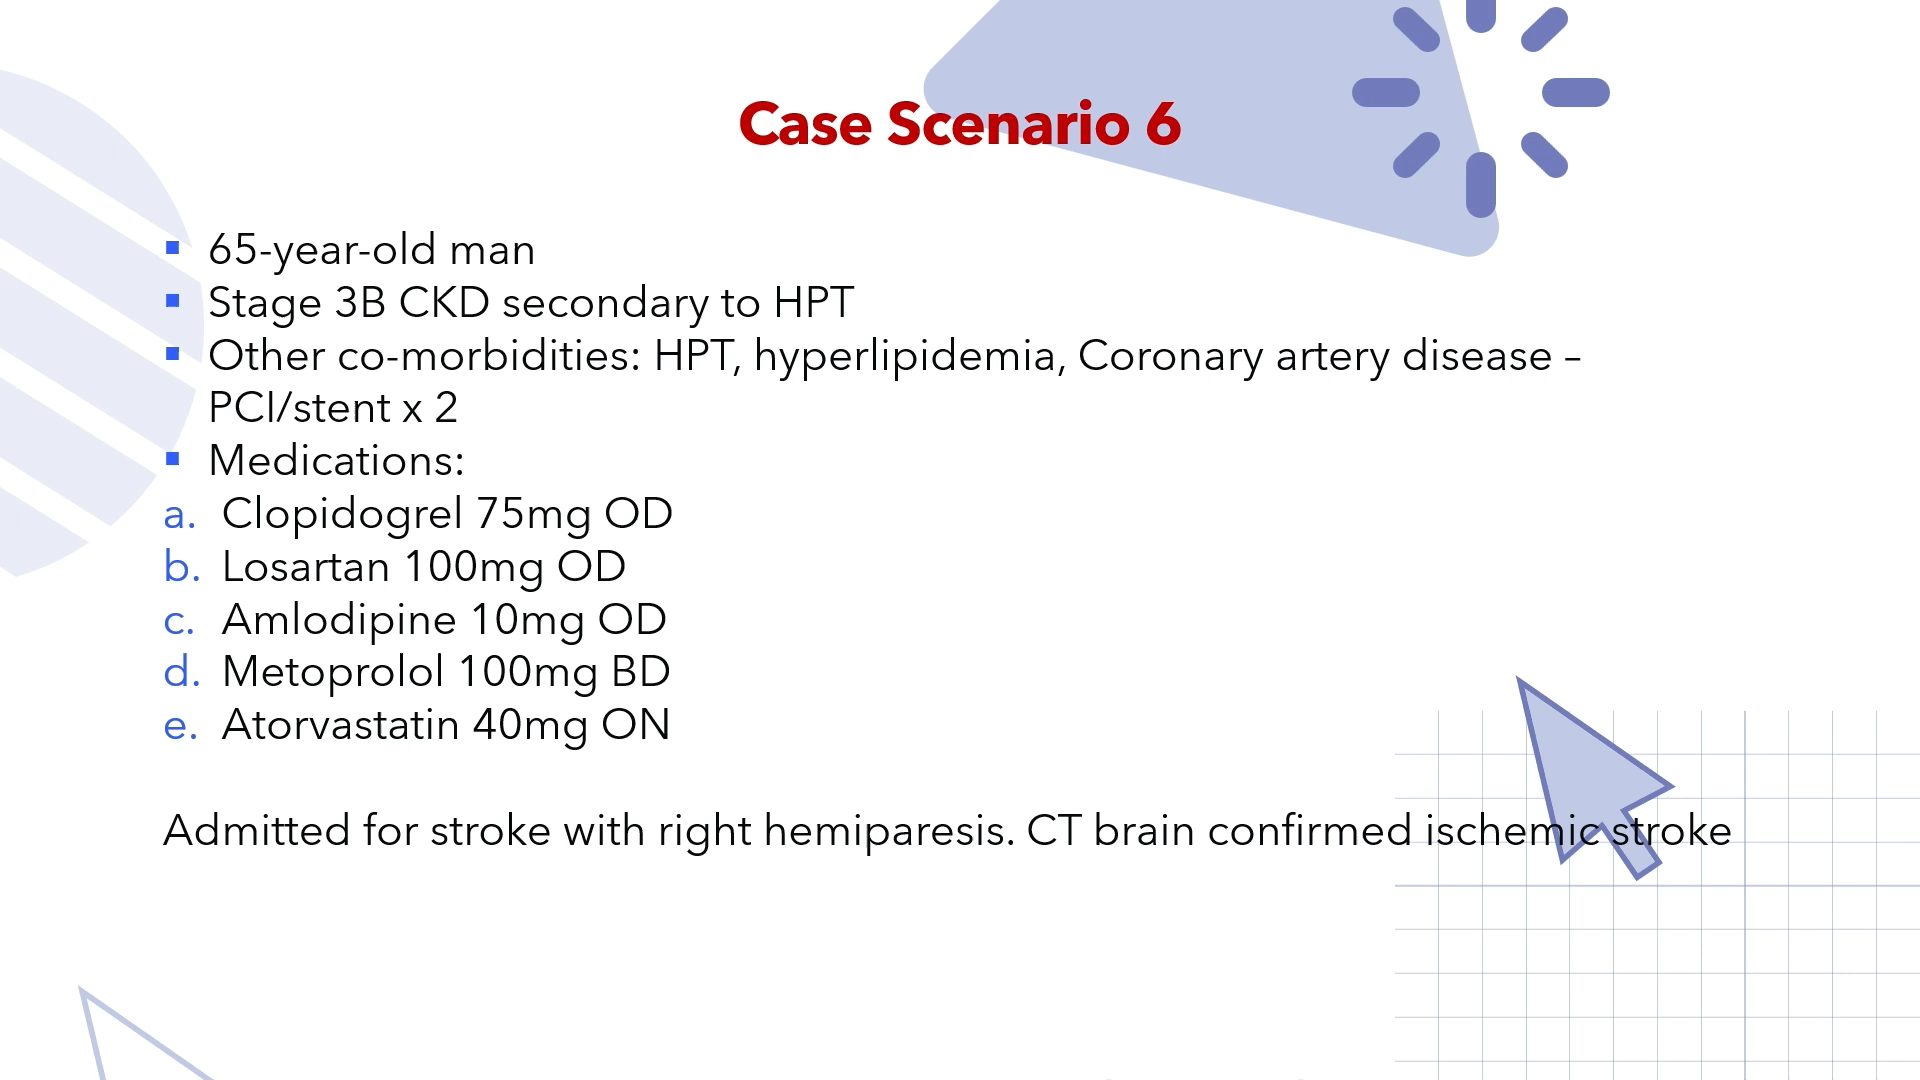 Case Scenario 6
▪ 65-year-old man
▪ Stage 3B CKD secondary to HPT
▪ Other co-morbidities: HPT, hyperlipidemia, Coronary artery disease –
PCI/stent x 2
▪ Medications:
a. Clopidogrel 75mg OD
b. Losartan 100mg OD
c. Amlodipine 10mg OD
d. Metoprolol 100mg BD
e. Atorvastatin 40mg ON
Admitted for stroke with right hemiparesis. CT brain confirmed ischemic stroke